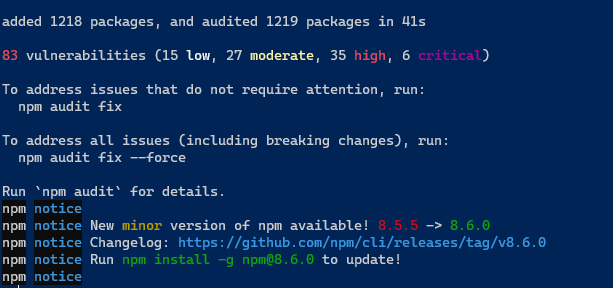 added 1218 packages, and audited 1219 packages in 41s
83 vulnerabilities (15 low, 27 moderate, 35 high, 6 critical)
To address issues that do not require attention, run:
  npm audit fix
To address all issues (including breaking changes), run:
  npm audit fix --force
Run `npm audit` for details.
npm notice
npm notice New minor version of npm available! 8.5.5 -> 8.6.0
npm notice Changelog: https://github.com/npm/cli/releases/tag/v8.6.0
npm notice Run npm install -g npm@8.6.0 to update!
npm notice